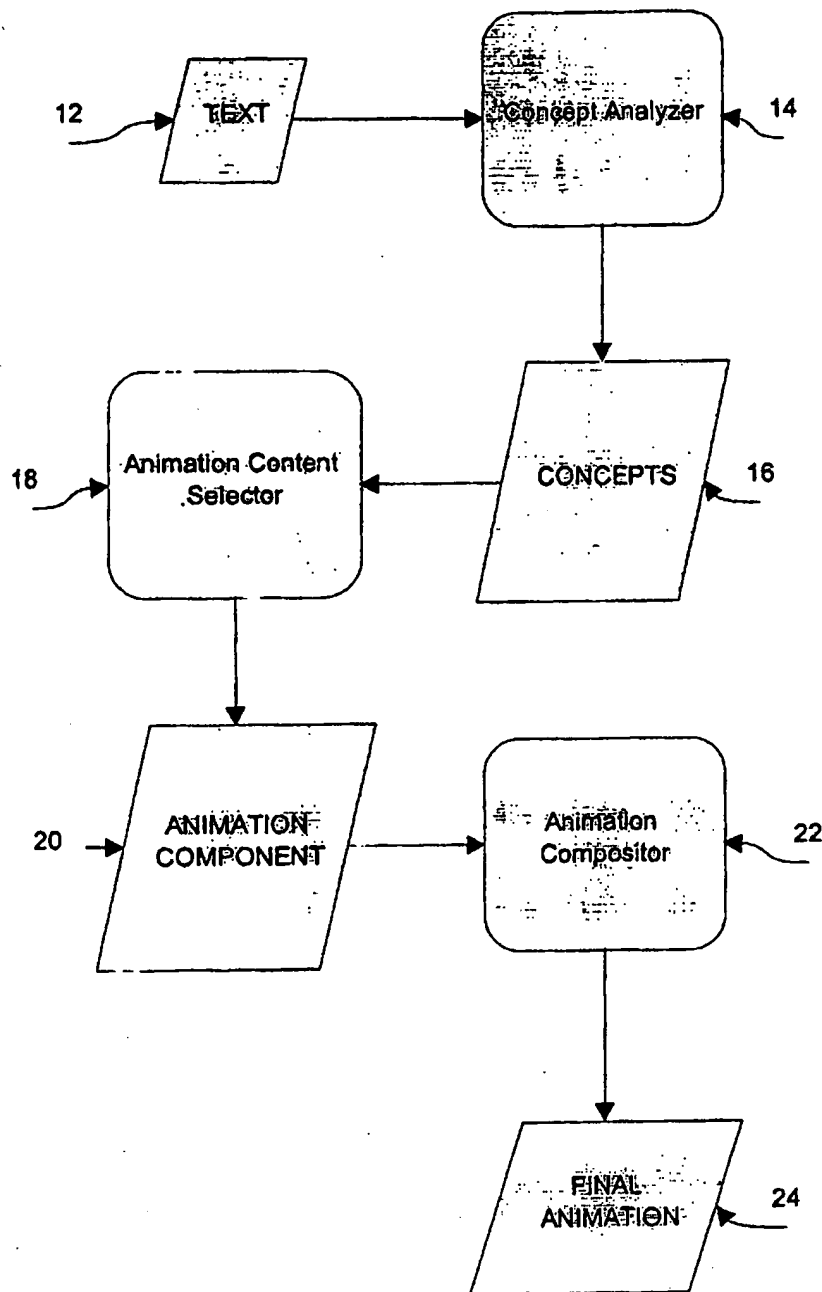 12
TEXT
Concept Analyzer
14
18
Animation Content
Selector
CONCEPTS
16
20
ANIMATION
COMPONENT
Animation
Compositor
22
FINAL
ANIMATION
24